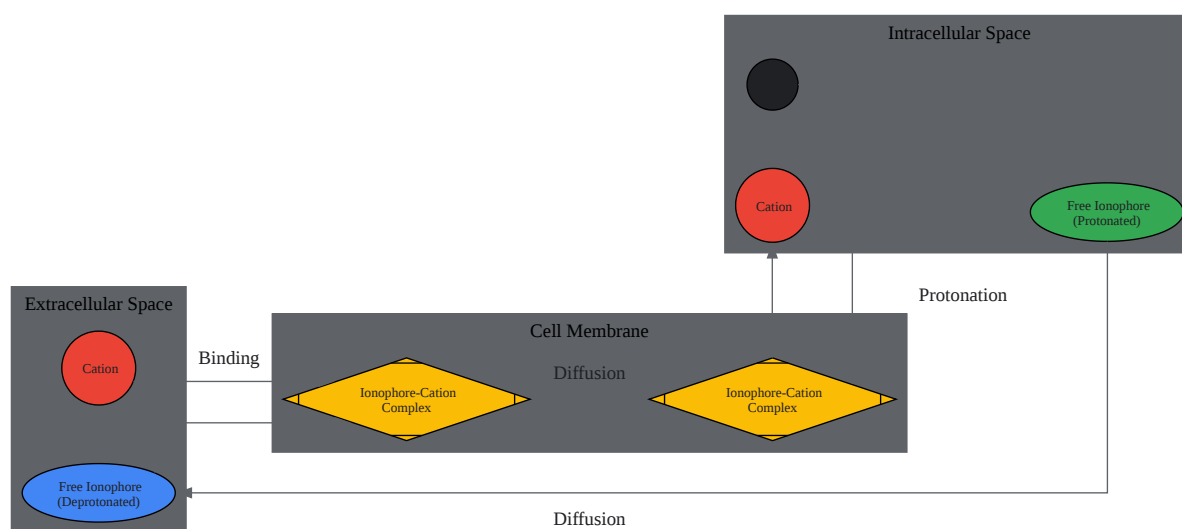 Intracellular Space
Cation
Free Ionophore
(Protonated)
Protonation
Extracellular Space
Cation
Binding
Cell Membrane
Ionophore-Cation
Complex
Diffusion
Ionophore-Cation
Complex
Free Ionophore
(Deprotonated)
Diffusion